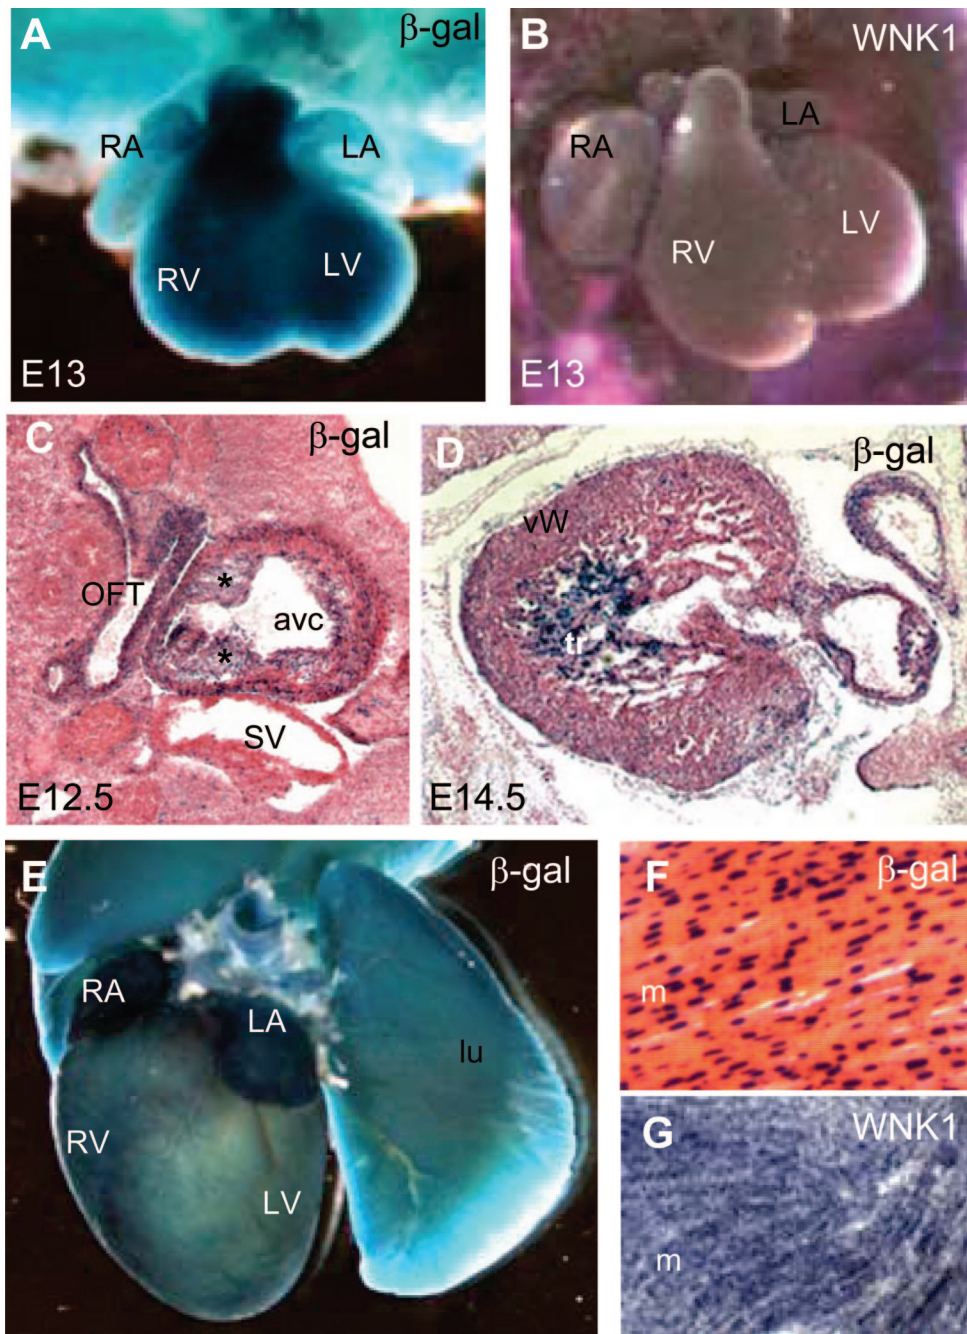 A
β-gal
RA
LA
RV
LV
E13
B
WNK1
RA
LA
RV
LV
E13
C
β-gal
OFT
*
avc
*
SV
E12.5
D
β-gal
vW
tr
E14.5
E
β-gal
RA
LA
lu
RV
LV
F
β-gal
m
G
WNK1
m